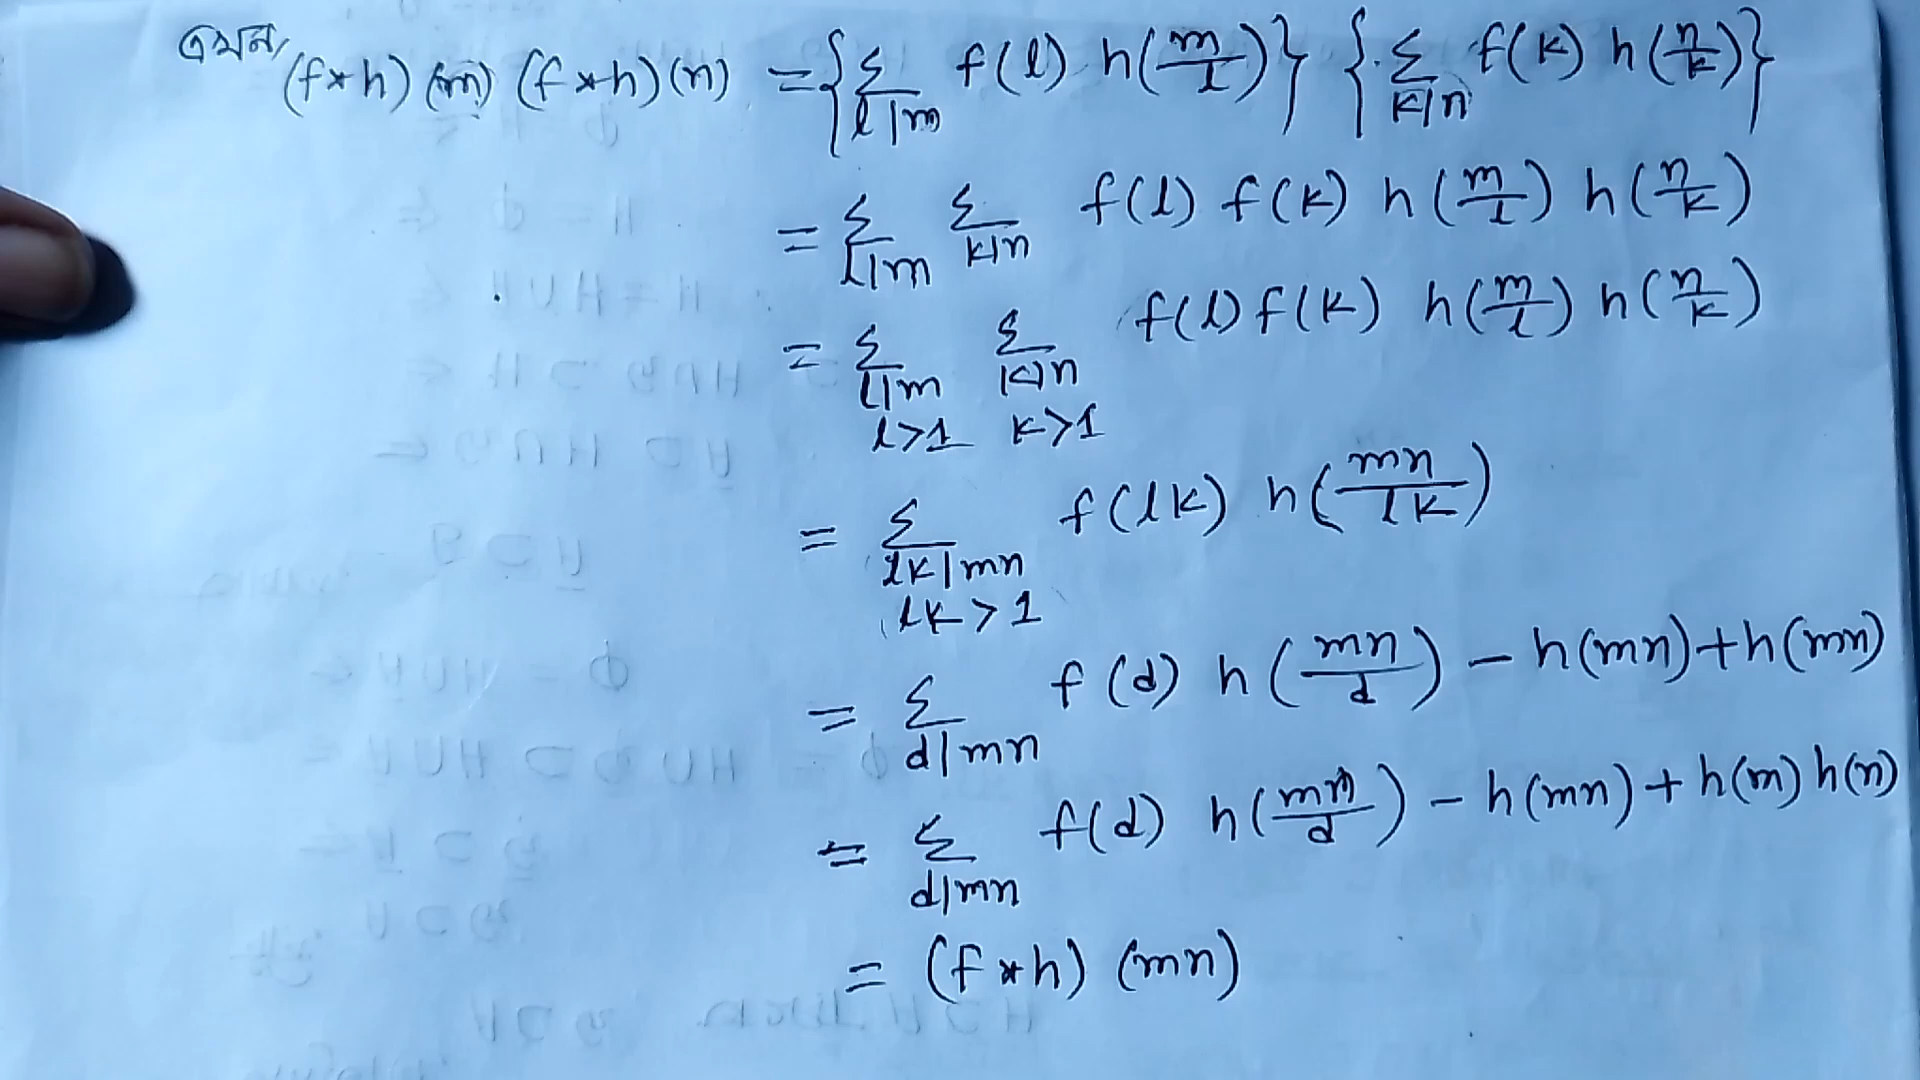 এখন, (f*h) (m) (f*h)(n) = {Σ_{l|m} f(l) h(m/l)} {Σ_{k|n} f(k) h(n/k)}
= Σ_{l|m} Σ_{k|n} f(l) f(k) h(m/l) h(n/k)
= Σ_{l|m, l>1} Σ_{k|n, k>1} f(l) f(k) h(m/l) h(n/k)
= Σ_{lk|mn, lk>1} f(lk) h(mn/lk)
= Σ_{d|mn} f(d) h(mn/d) - h(mn) + h(mn)
= Σ_{d|mn} f(d) h(mn/d) - h(mn) + h(m) h(n)
= (f*h) (mn)